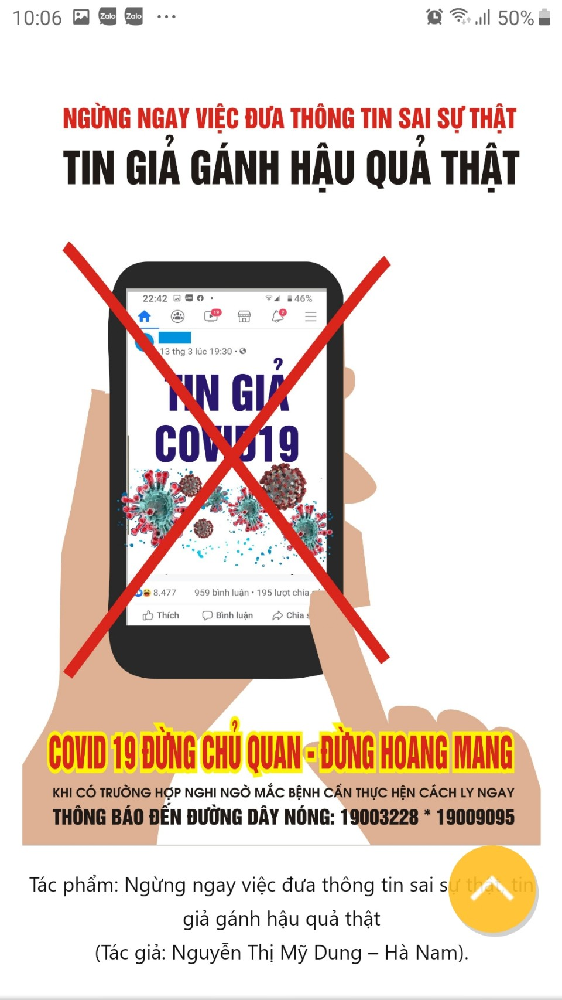 10:06 Zalo Zalo 50%
NGỪNG NGAY VIỆC ĐƯA THÔNG TIN SAI SỰ THẬT
TIN GIẢ GÁNH HẬU QUẢ THẬT
22:42 46%
19 2
13 thg 3 lúc 19:30
TIN GIẢ
COVID19
8.477 959 bình luận • 195 lượt chia
Thích Bình luận Chia s
COVID 19 ĐỪNG CHỦ QUAN - ĐỪNG HOANG MANG
KHI CÓ TRƯỜNG HỢP NGHI NGỜ MẮC BỆNH CẦN THỰC HỆN CÁCH LY NGAY
THÔNG BÁO ĐẾN ĐƯỜNG DÂY NÓNG: 19003228 * 19009095
Tác phẩm: Ngừng ngay việc đưa thông tin sai sự thật, tin
giả gánh hậu quả thật
(Tác giả: Nguyễn Thị Mỹ Dung – Hà Nam).